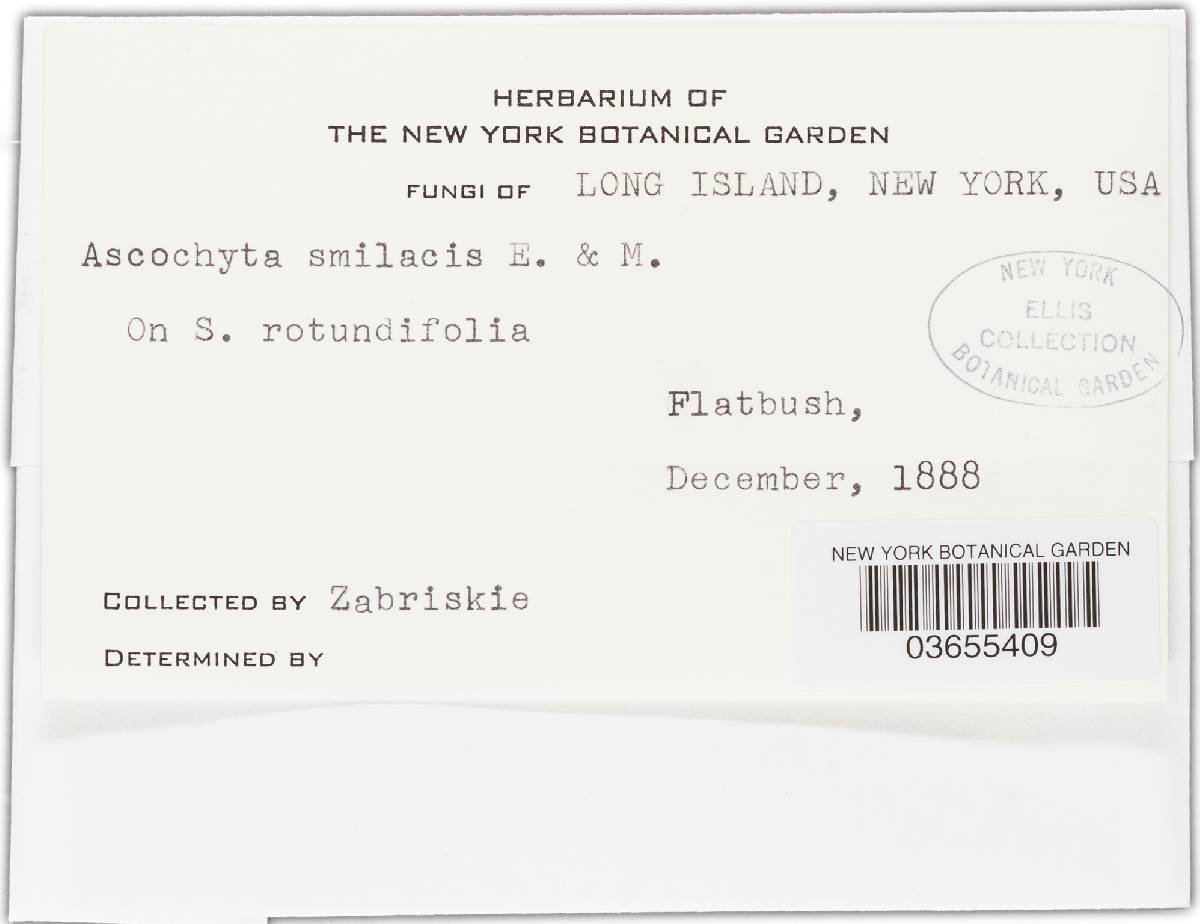 HERBARIUM OF
THE NEW YORK BOTANICAL GARDEN
FUNGI OF LONG ISLAND, NEW YORK, USA
Ascochyta smilacis E. & M.
On S. rotundifolia
NEW YORK
ELLIS
COLLECTION
BOTANICAL GARDEN
Flatbush,
December, 1888
NEW YORK BOTANICAL GARDEN
03655409
COLLECTED BY Zabriskie
DETERMINED BY